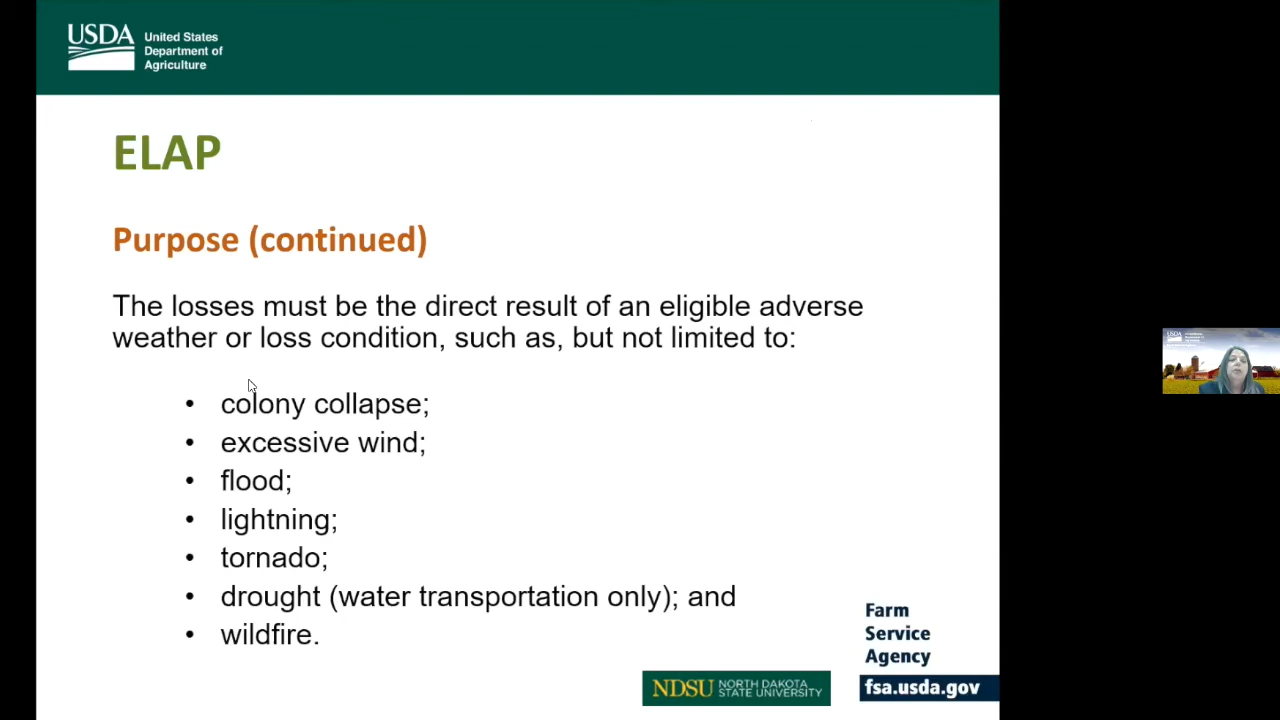 USDA
United States
Department of
Agriculture
ELAP
Purpose (continued)
The losses must be the direct result of an eligible adverse
weather or loss condition, such as, but not limited to:
• colony collapse;
• excessive wind;
• flood;
• lightning;
• tornado;
• drought (water transportation only); and
• wildfire.
Farm
Service
Agency
fsa.usda.gov
NDSU NORTH DAKOTA
STATE UNIVERSITY
USDA